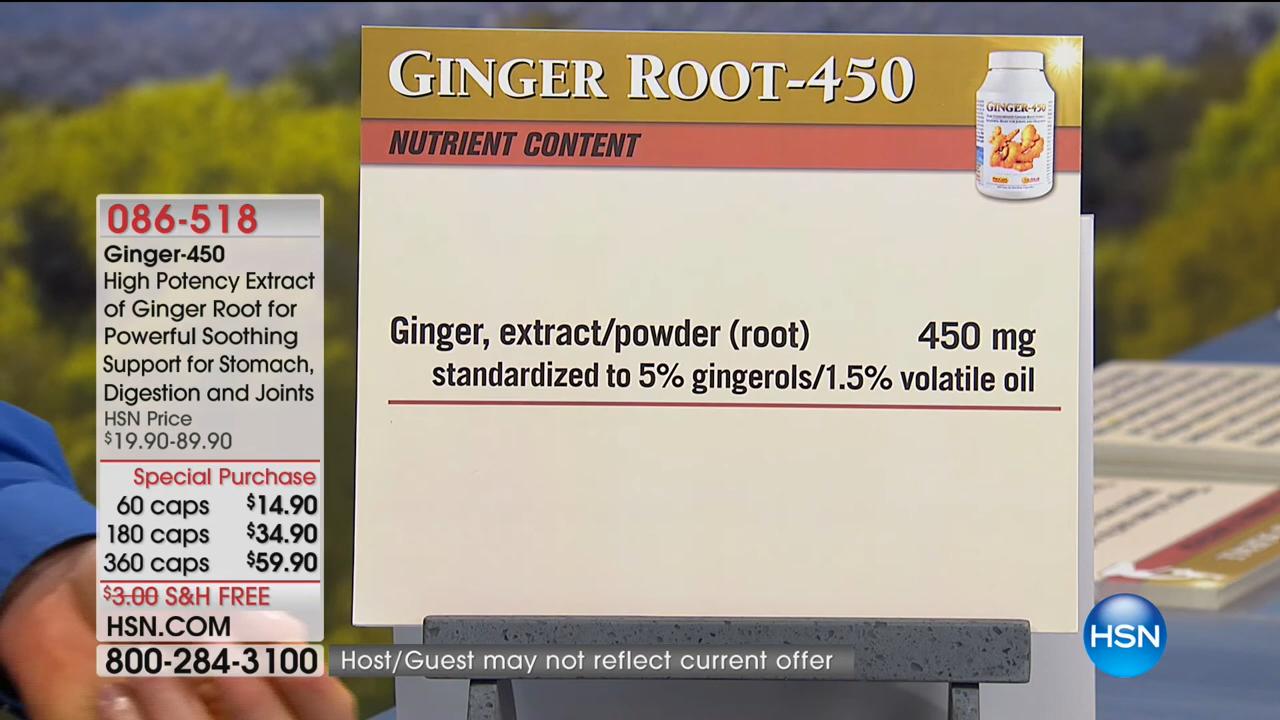 GINGER ROOT-450
NUTRIENT CONTENT
GINGER-450
Ginger, extract/powder (root) 450 mg
standardized to 5% gingerols/1.5% volatile oil
086-518
Ginger-450
High Potency Extract
of Ginger Root for
Powerful Soothing
Support for Stomach,
Digestion and Joints
HSN Price
$19.90-89.90
Special Purchase
60 caps $14.90
180 caps $34.90
360 caps $59.90
$3.00 S&H FREE
HSN.COM
800-284-3100
Host/Guest may not reflect current offer
HSN